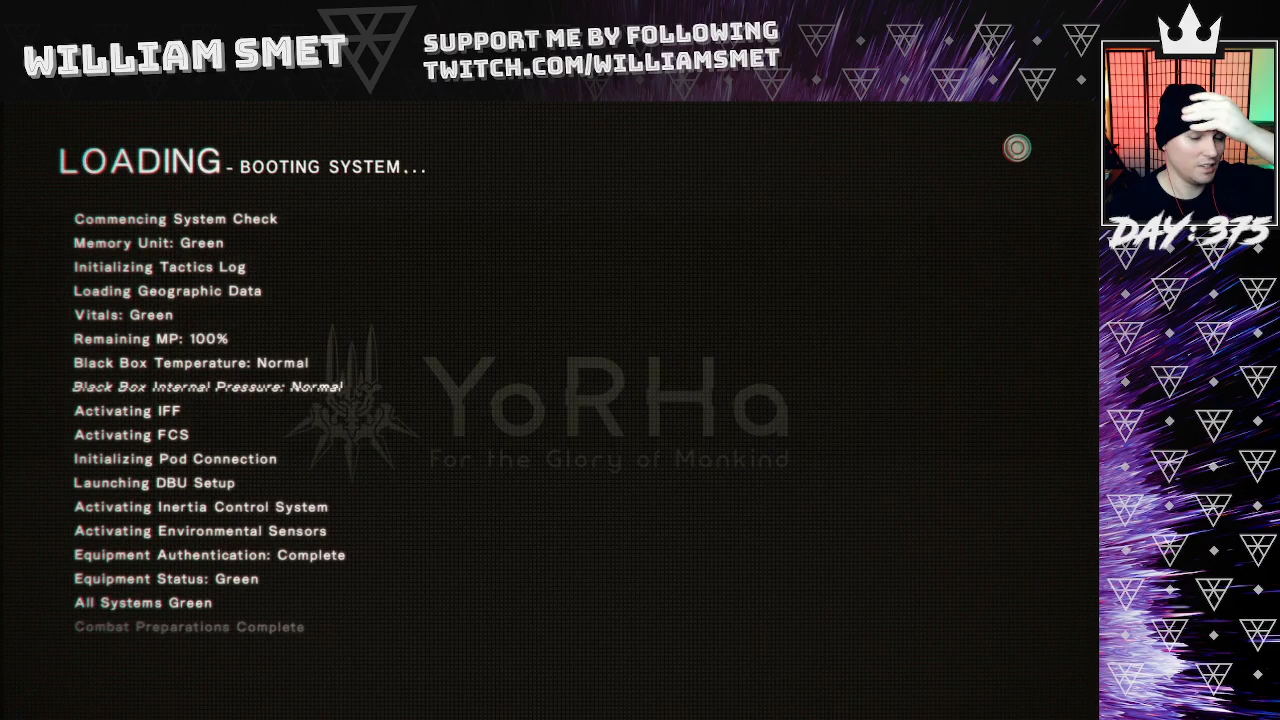 WILLIAM SMET
SUPPORT ME BY FOLLOWING
TWITCH.COM/WILLIAMSMET
DAY: 375
LOADING - BOOTING SYSTEM...
Commencing System Check
Memory Unit: Green
Initializing Tactics Log
Loading Geographic Data
Vitals: Green
Remaining MP: 100%
Black Box Temperature: Normal
Black Box Internal Pressure: Normal
Activating IFF
Activating FCS
Initializing Pod Connection
Launching DBU Setup
Activating Inertia Control System
Activating Environmental Sensors
Equipment Authentication: Complete
Equipment Status: Green
All Systems Green
Combat Preparations Complete
YoRHa
For the Glory of Mankind